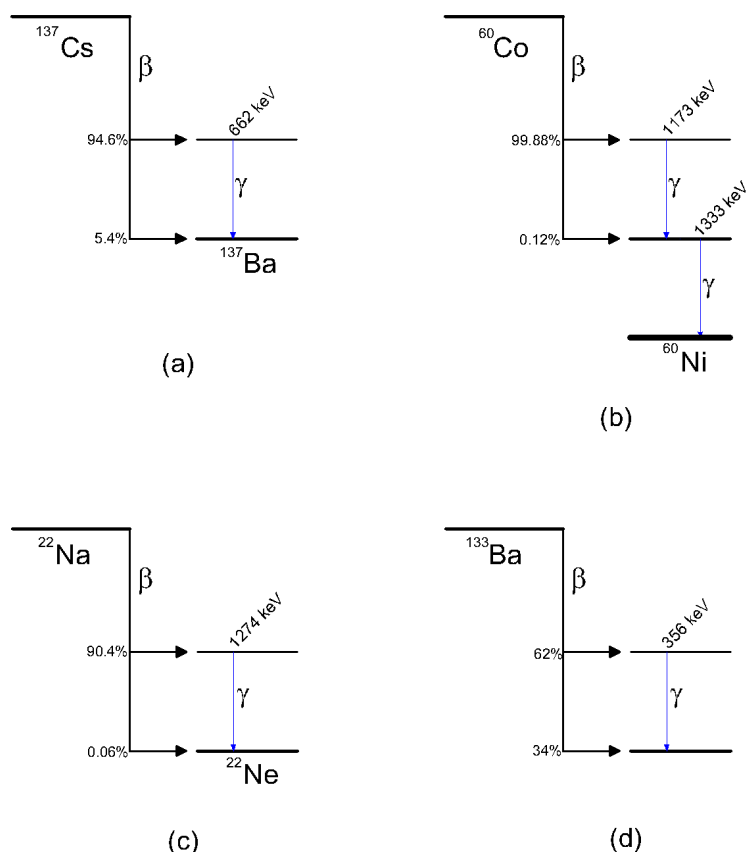 137Cs
β
662 keV
94.6%
γ
5.4%
137Ba
(a)
60Co
β
1173 keV
99.88%
γ
1333 keV
0.12%
γ
60Ni
(b)
22Na
β
1274 keV
90.4%
γ
0.06%
22Ne
(c)
133Ba
β
356 keV
62%
γ
34%
(d)